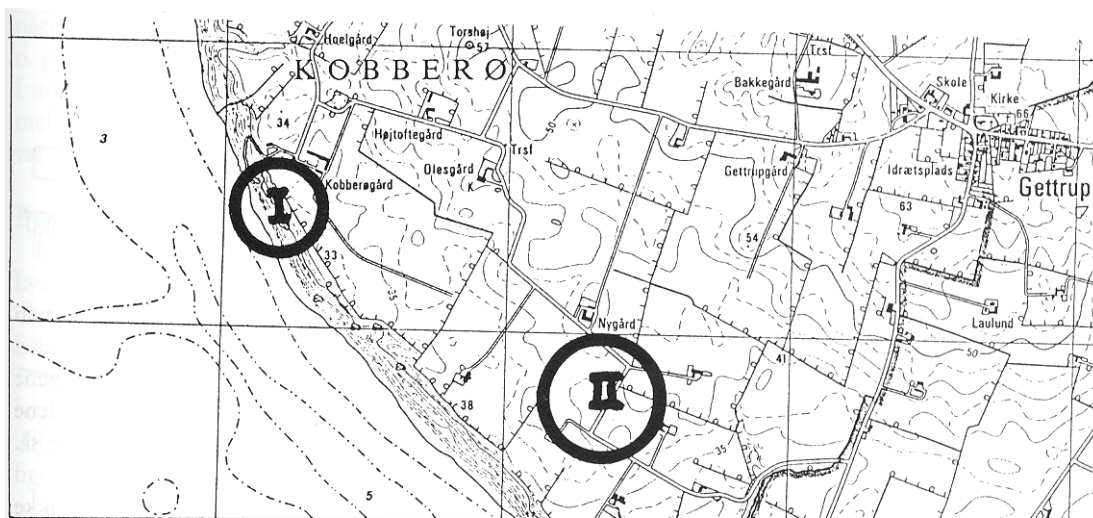 Hoelgård
Torshøj
57
KOBBERØ
Trsf
Bakkegård
Skole
Kirke
66
3
34
Højtoftegård
50
Trsf
Olesgård
K
Gettrupgård
Idrætsplads
Gettrup
Kobberøgård
I
63
54
33
Nygård
Laulund
41
50
II
38
35
5